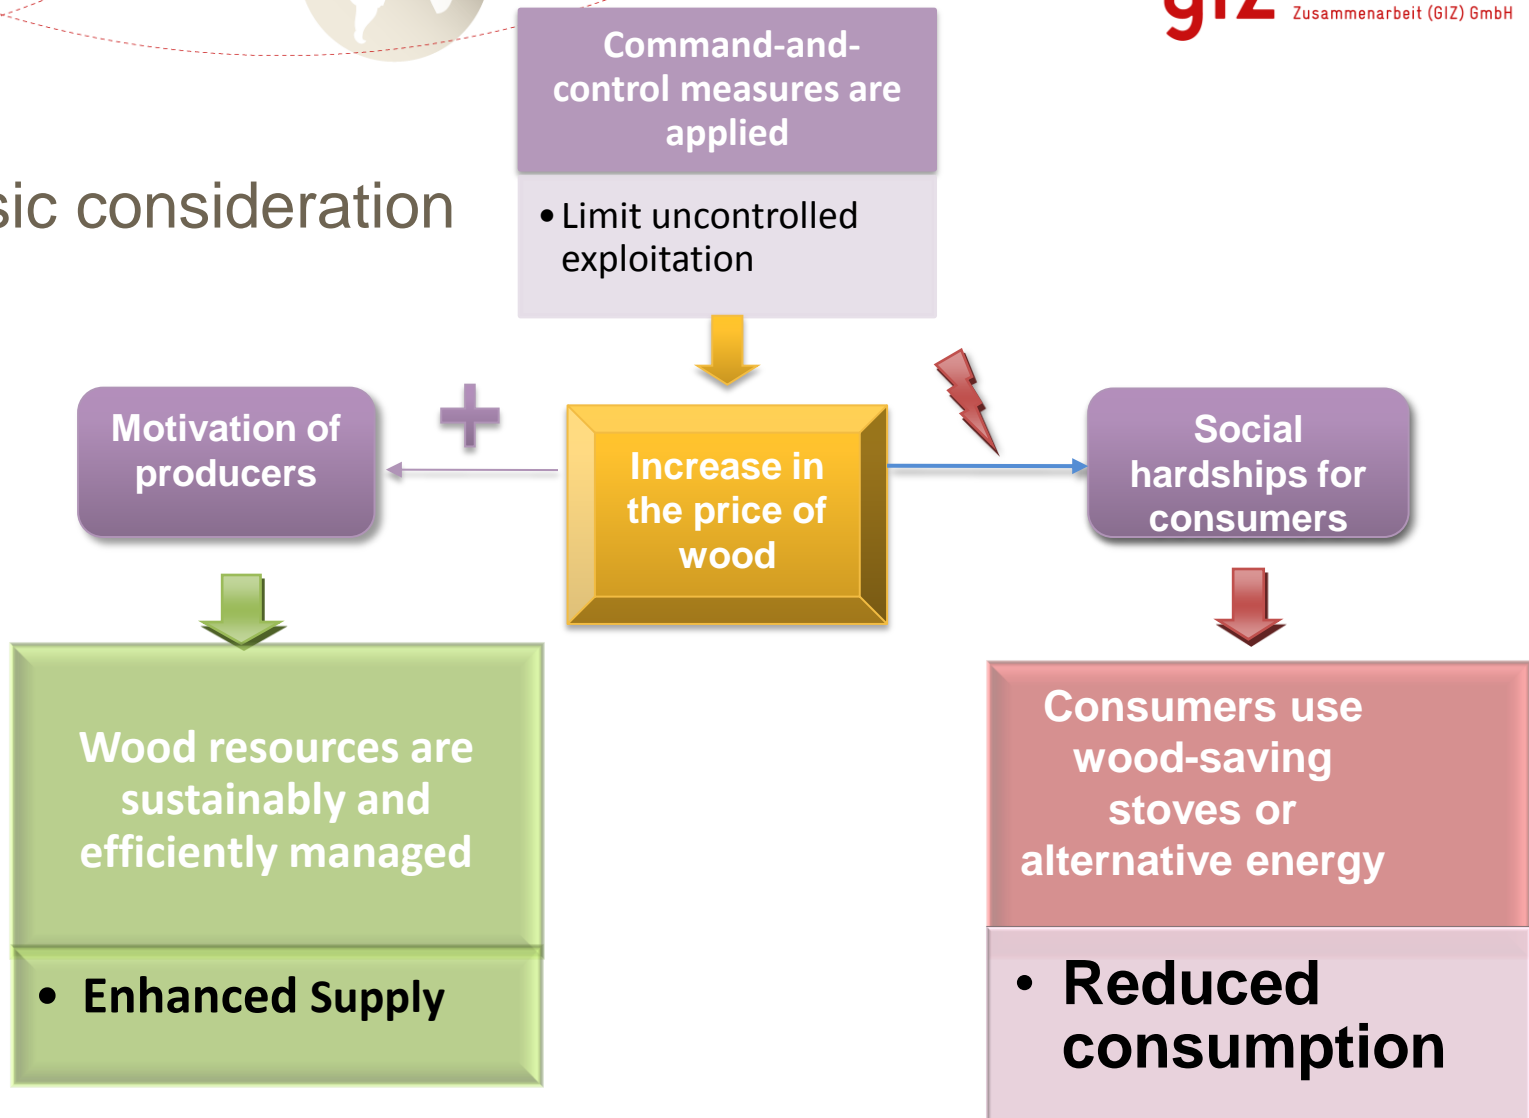 giz
Zusammenarbeit (GIZ) GmbH
Command-and-
control measures are
applied
sic consideration
• Limit uncontrolled
exploitation
Motivation of
producers
+
Increase in
the price of
wood
Social
hardships for
consumers
Wood resources are
sustainably and
efficiently managed
• Enhanced Supply
Consumers use
wood-saving
stoves or
alternative energy
• Reduced
consumption